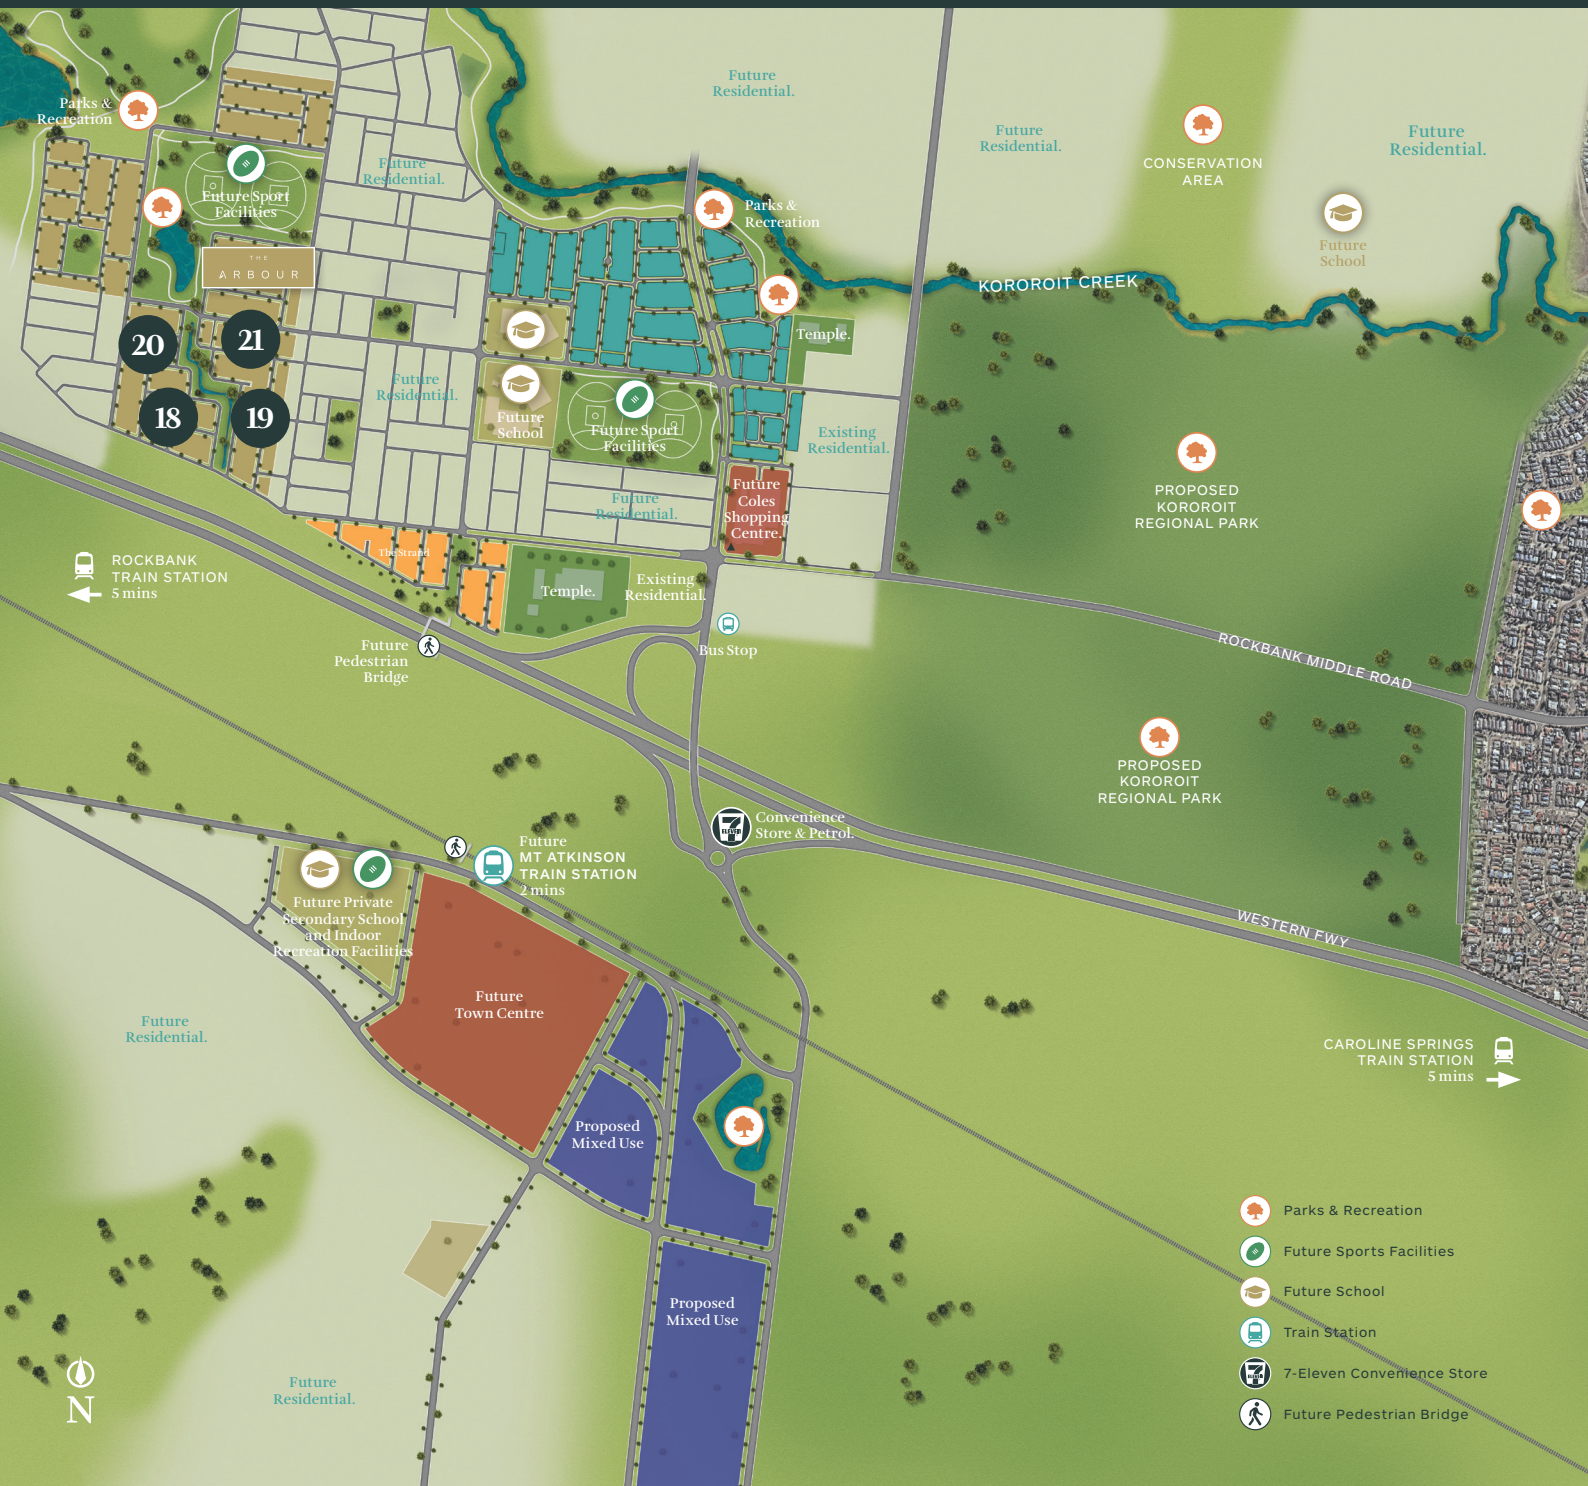 Future
Residential.
Future
Residential.
CONSERVATION
AREA
Future
Residential.
Parks &
Recreation
Future
Residential.
Future Sport
Facilities
Parks &
Recreation
Future
School
THE
ARBOUR
KOROROIT CREEK
Temple.
20
21
18
19
Future
Residential.
Future
School
Future Sport
Facilities
Existing
Residential.
PROPOSED
KOROROIT
REGIONAL PARK
Future
Coles
Shopping
Centre.
Future
Residential.
The Strand
ROCKBANK
TRAIN STATION
5 mins
Temple.
Existing
Residential.
Bus Stop
Future
Pedestrian
Bridge
ROCKBANK MIDDLE ROAD
PROPOSED
KOROROIT
REGIONAL PARK
7
ELEVEN
Convenience
Store & Petrol.
Future
MT ATKINSON
TRAIN STATION
2 mins
Future Private
Secondary School
and Indoor
Recreation Facilities
WESTERN FWY
Future
Town Centre
Future
Residential.
CAROLINE SPRINGS
TRAIN STATION
5 mins
Proposed
Mixed Use
Proposed
Mixed Use
Future
Residential.
N
Parks & Recreation
Future Sports Facilities
Future School
Train Station
7
ELEVEN
7-Eleven Convenience Store
Future Pedestrian Bridge